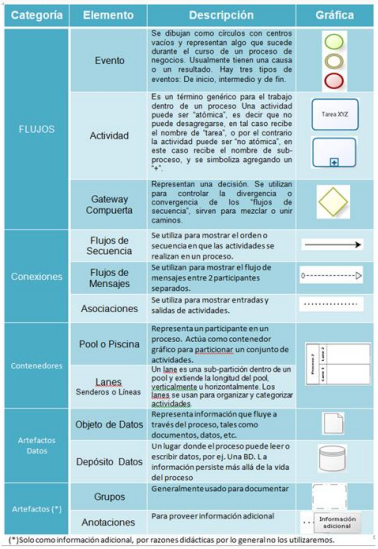 Categoría Elemento Descripción Gráfica
FLUJOS
Evento
Se dibujan como círculos con centros
vacíos y representan algo que sucede
durante el curso de un proceso de
negocios. Usualmente tienen una causa
o un resultado. Hay tres tipos de
eventos: De inicio, intermedio y de fin.
Actividad
Es un término genérico para el trabajo
dentro de un proceso Una actividad
puede ser "atómica", es decir que no
puede desagregarse, en tal caso recibe
el nombre de "tarea", o por el contrario
la actividad puede ser "no atómica", en
este caso recibe el nombre de sub-
proceso, y se simboliza agregando un
"+".
Tarea XYZ
Gateway
Compuerta
Representan una decisión. Se utilizan
para controlar la divergencia o
convergencia de los "flujos de
secuencia", sirven para mezclar o unir
caminos.
Conexiones
Flujos de
Secuencia
Se utiliza para mostrar el orden o
secuencia en que las actividades se
realizan en un proceso.
Flujos de
Mensajes
Se utilizan para mostrar el flujo de
mensajes entre 2 participantes
separados.
Asociaciones
Se utiliza para mostrar entradas y
salidas de actividades.
Contenedores
Pool o Piscina
Representa un participante en un
proceso. Actúa como contenedor
gráfico para particionar un conjunto de
actividades.
Lanes
Senderos o Líneas
Un lane es una sub-partición dentro de un
pool y extiende la longitud del pool,
verticalmente u horizontalmente. Los
lanes se usan para organizar y categorizar
actividades.
Lane 2
Lane 1
Artefactos
Datos
Objeto de Datos
Representa información que fluye a
través del proceso, tales como
documentos, datos, etc.
Depósito Datos
Un lugar donde el proceso puede leer o
escribir datos, por ej. Una BD. L a
información persiste más allá de la vida
del proceso
Artefactos (*)
Grupos
Generalmente usado para documentar
Anotaciones
Para proveer información adicional
Información
adicional
(*)Solo como información adicional, por razones didácticas por lo general no los utilizaremos.